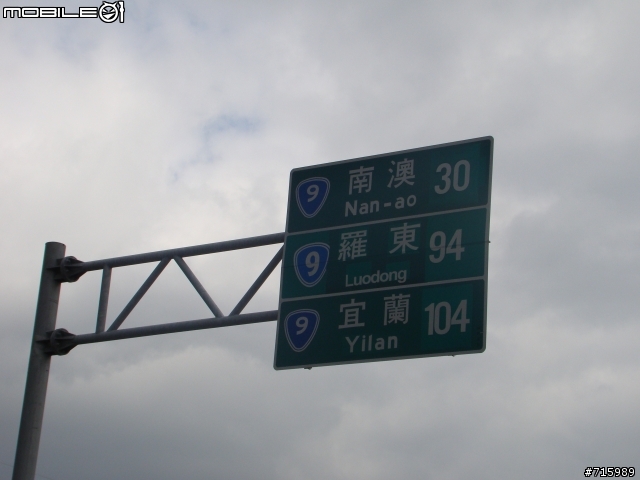 MOBILE01
9 南澳 30
Nan-ao
9 羅東 94
Luodong
9 宜蘭 104
Yilan
#715989